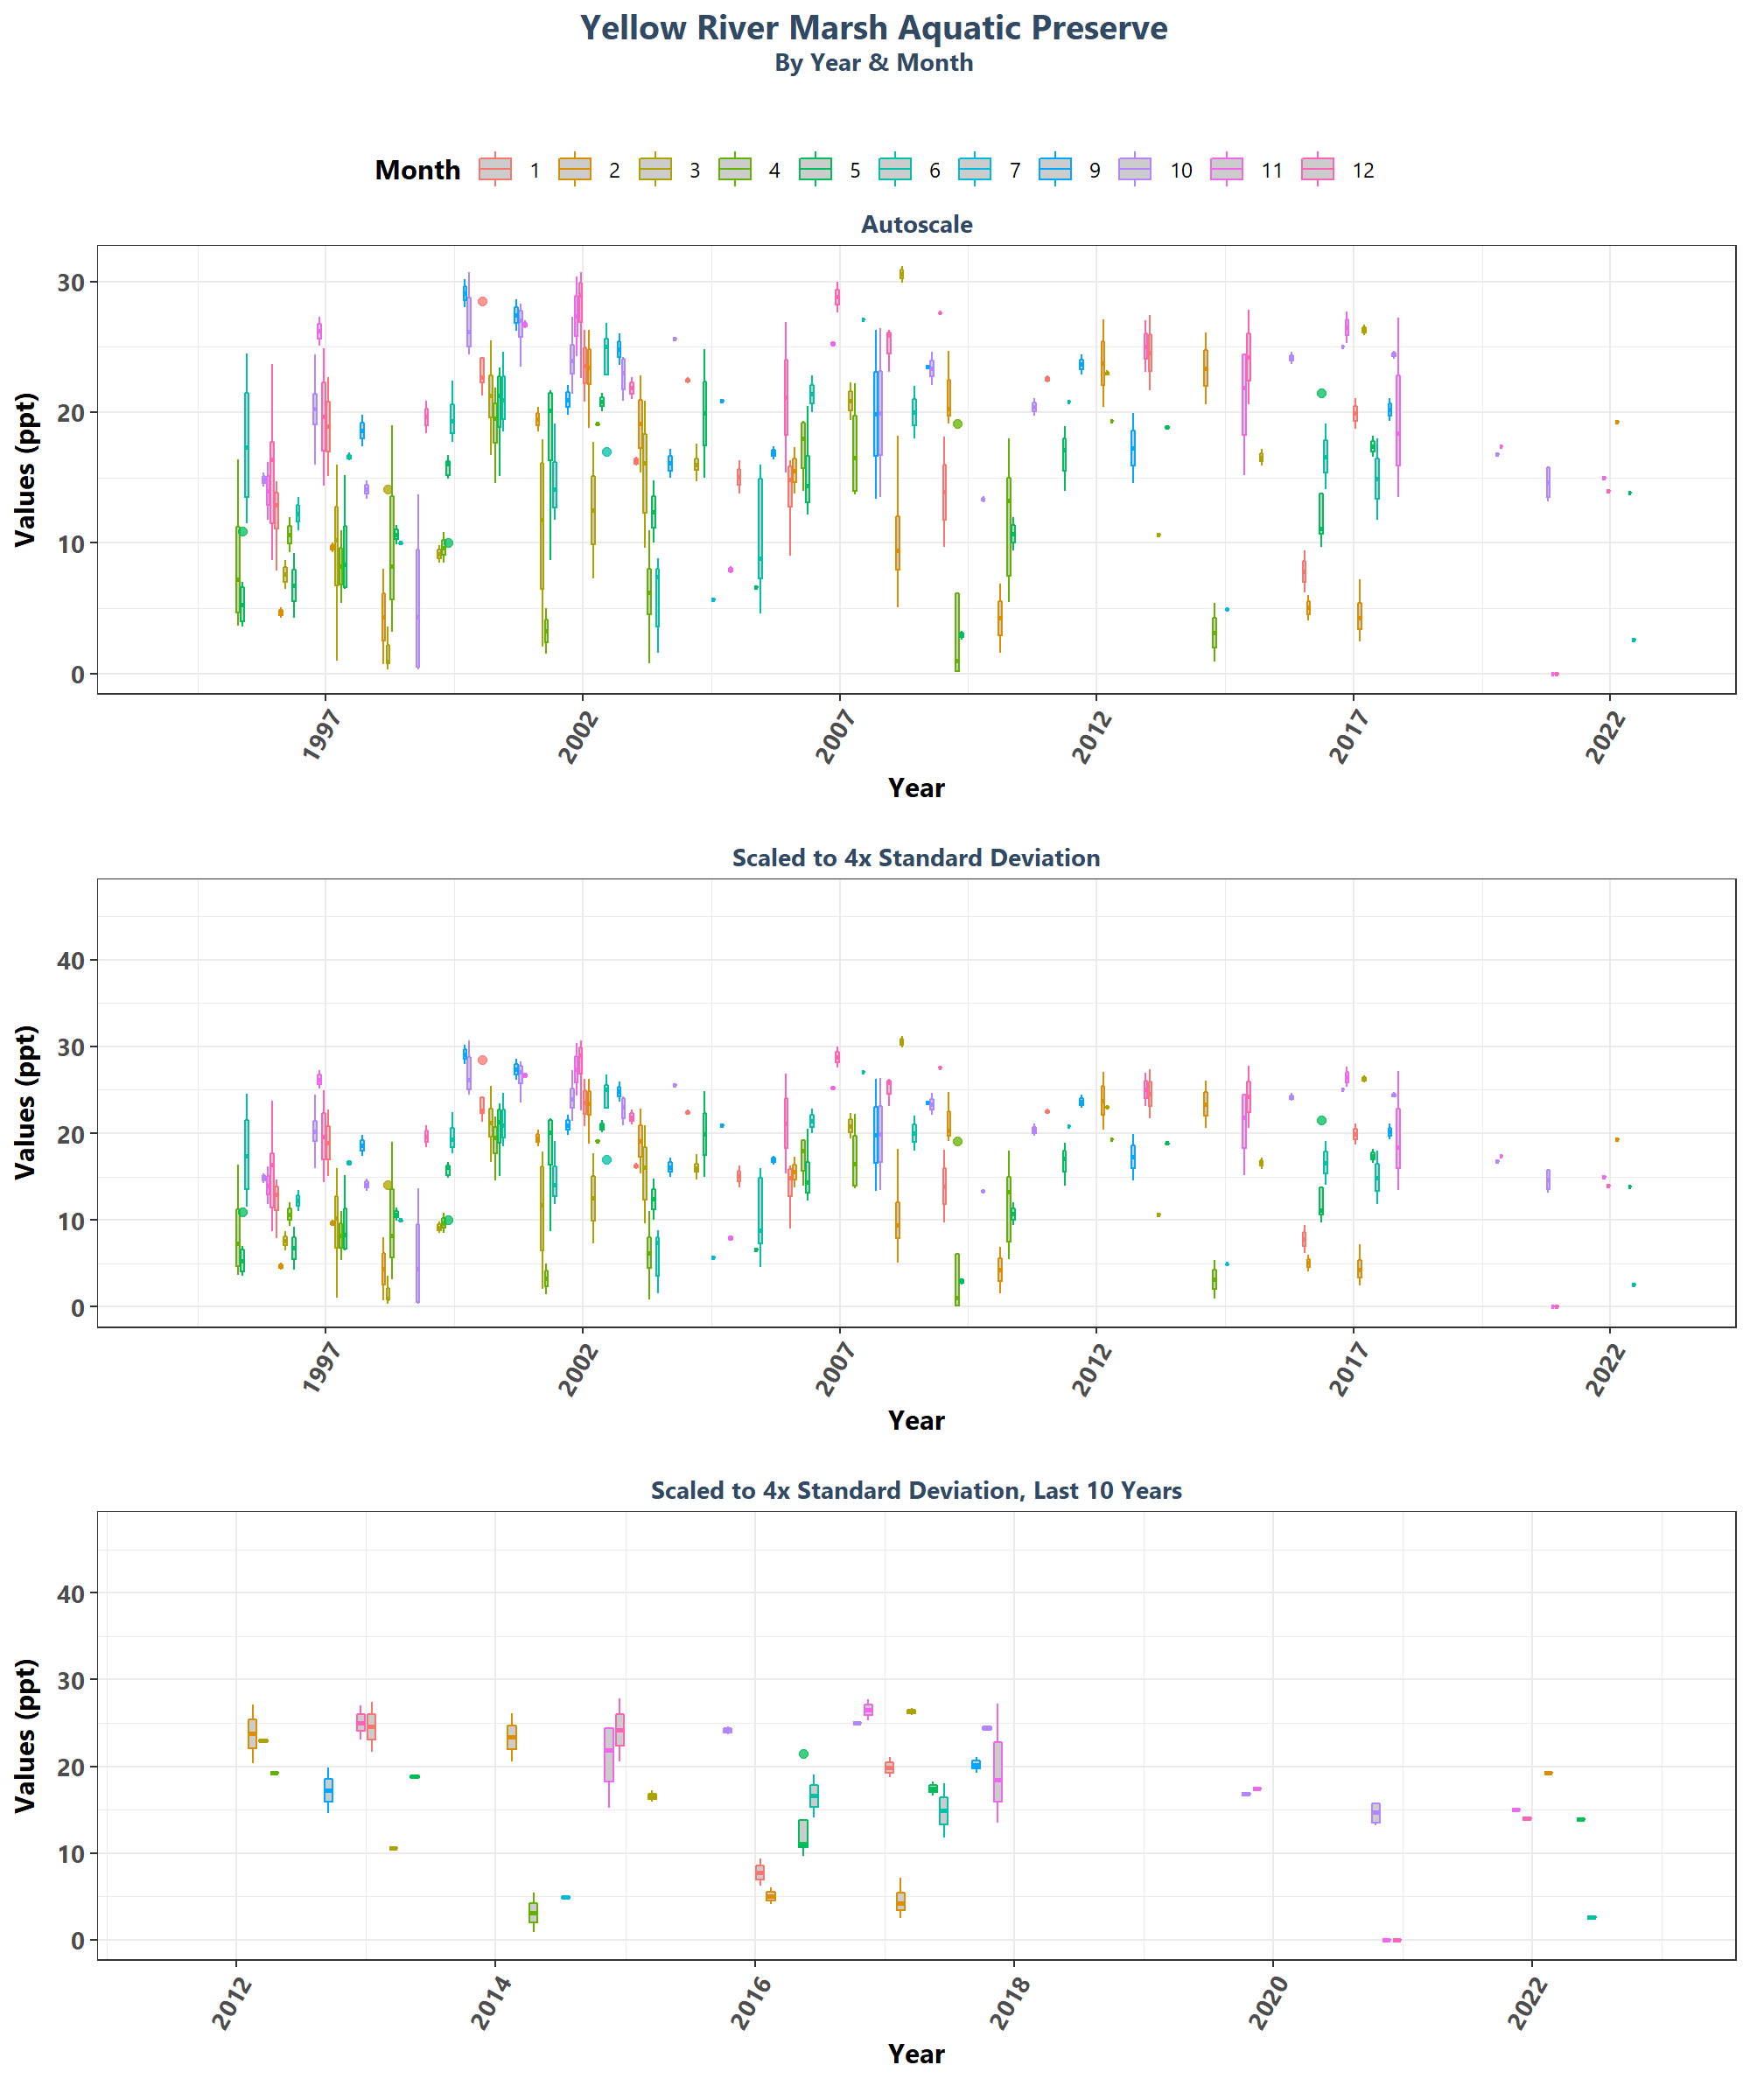 Yellow River Marsh Aquatic Preserve
By Year & Month
Month 1 2 3 4 5 6 7 9 10 11 12
Autoscale
Values (ppt)
30
20
10
0
1997 2002 2007 2012 2017 2022
Year
Scaled to 4x Standard Deviation
Values (ppt)
40
30
20
10
0
1997 2002 2007 2012 2017 2022
Year
Scaled to 4x Standard Deviation, Last 10 Years
Values (ppt)
40
30
20
10
0
2012 2014 2016 2018 2020 2022
Year